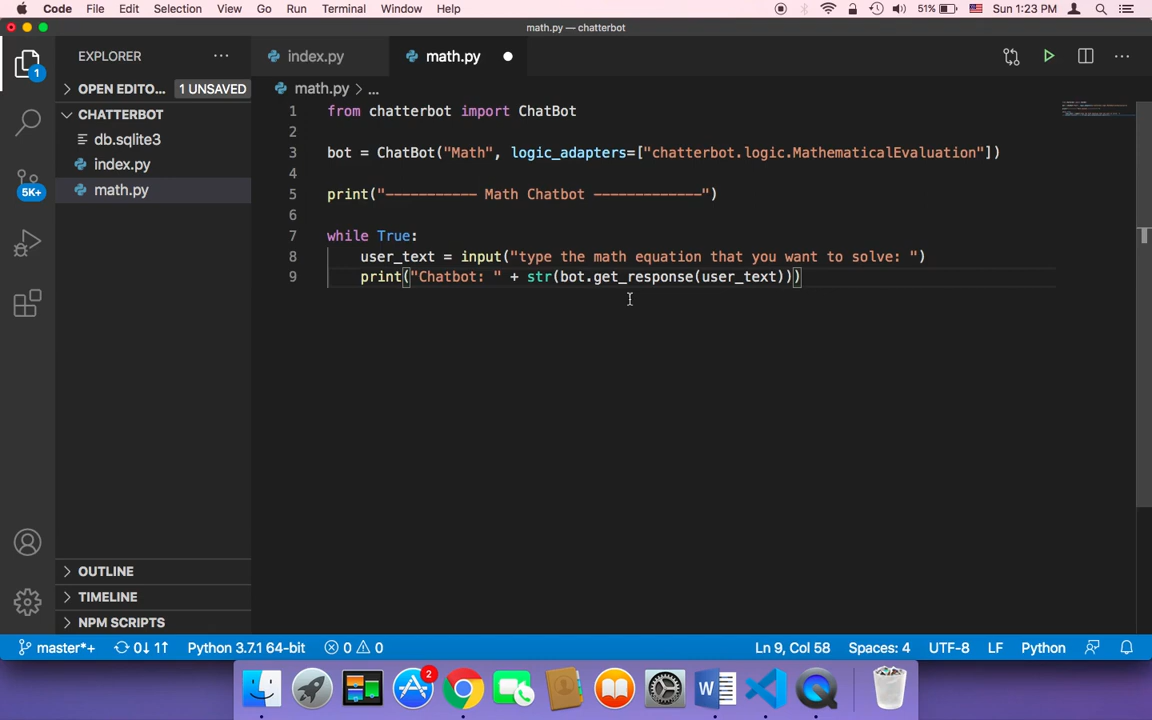 Code File Edit Selection View Go Run Terminal Window Help 51% Sun 1:23 PM
math.py — chatterbot
EXPLORER
index.py
math.py
OPEN EDITO... 1 UNSAVED
math.py > ...
CHATTERBOT
db.sqlite3
index.py
math.py
1 from chatterbot import ChatBot
2
3 bot = ChatBot("Math", logic_adapters=["chatterbot.logic.MathematicalEvaluation"])
4
5 print("----------- Math Chatbot -------------")
6
7 while True:
8 user_text = input("type the math equation that you want to solve: ")
9 print("Chatbot: " + str(bot.get_response(user_text)))
1
5K+
OUTLINE
TIMELINE
NPM SCRIPTS
master*+ 0↓ 1↑ Python 3.7.1 64-bit 0 0 Ln 9, Col 58 Spaces: 4 UTF-8 LF Python
2
W